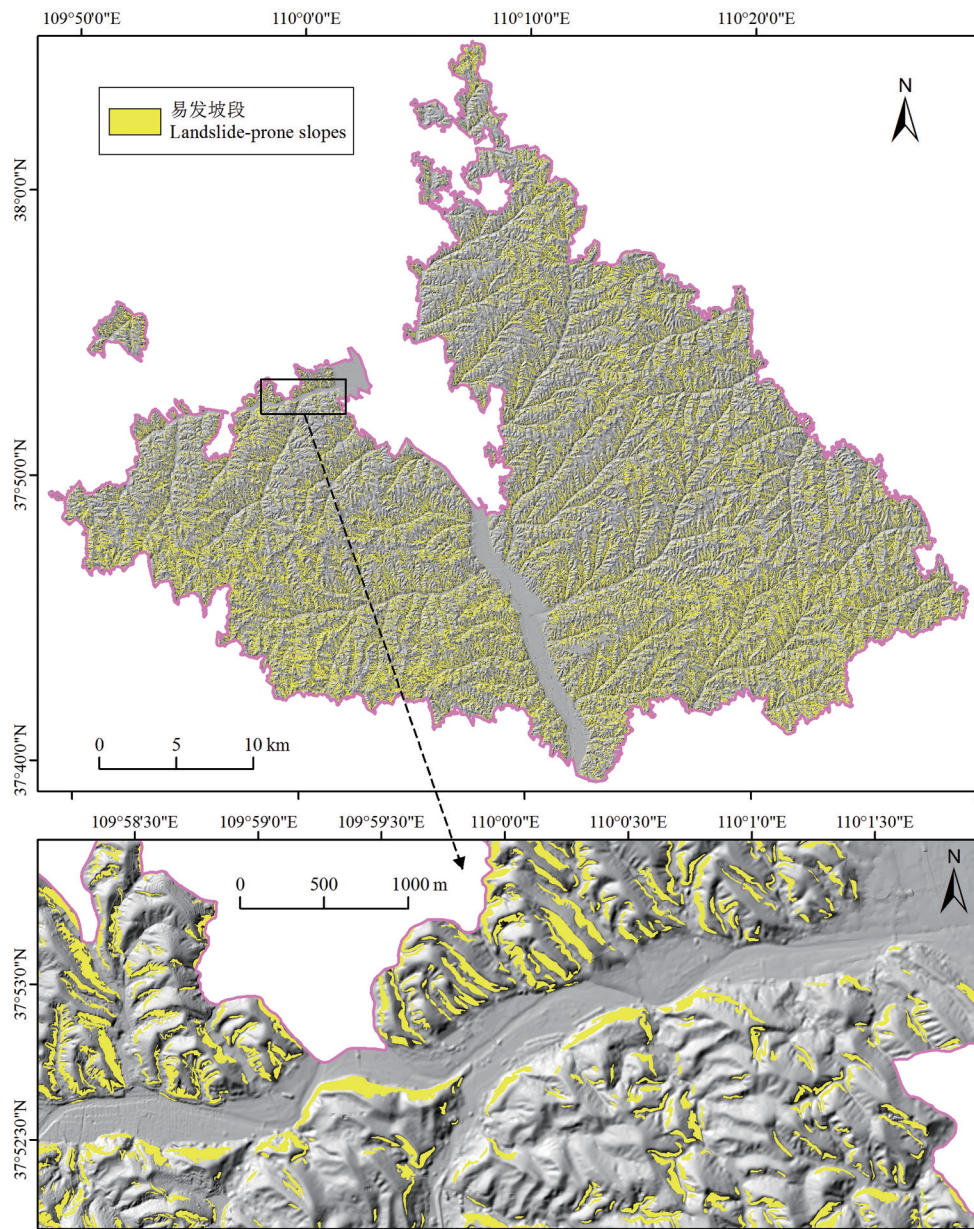 109°50'0"E
110°0'0"E
110°10'0"E
110°20'0"E
N
易发坡段
Landslide-prone slopes
38°0'0"N
37°50'0"N
37°40'0"N
0 5 10 km
109°58'30"E
109°59'0"E
109°59'30"E
110°0'0"E
110°0'30"E
110°1'0"E
110°1'30"E
N
0 500 1000 m
37°53'0"N
37°52'30"N